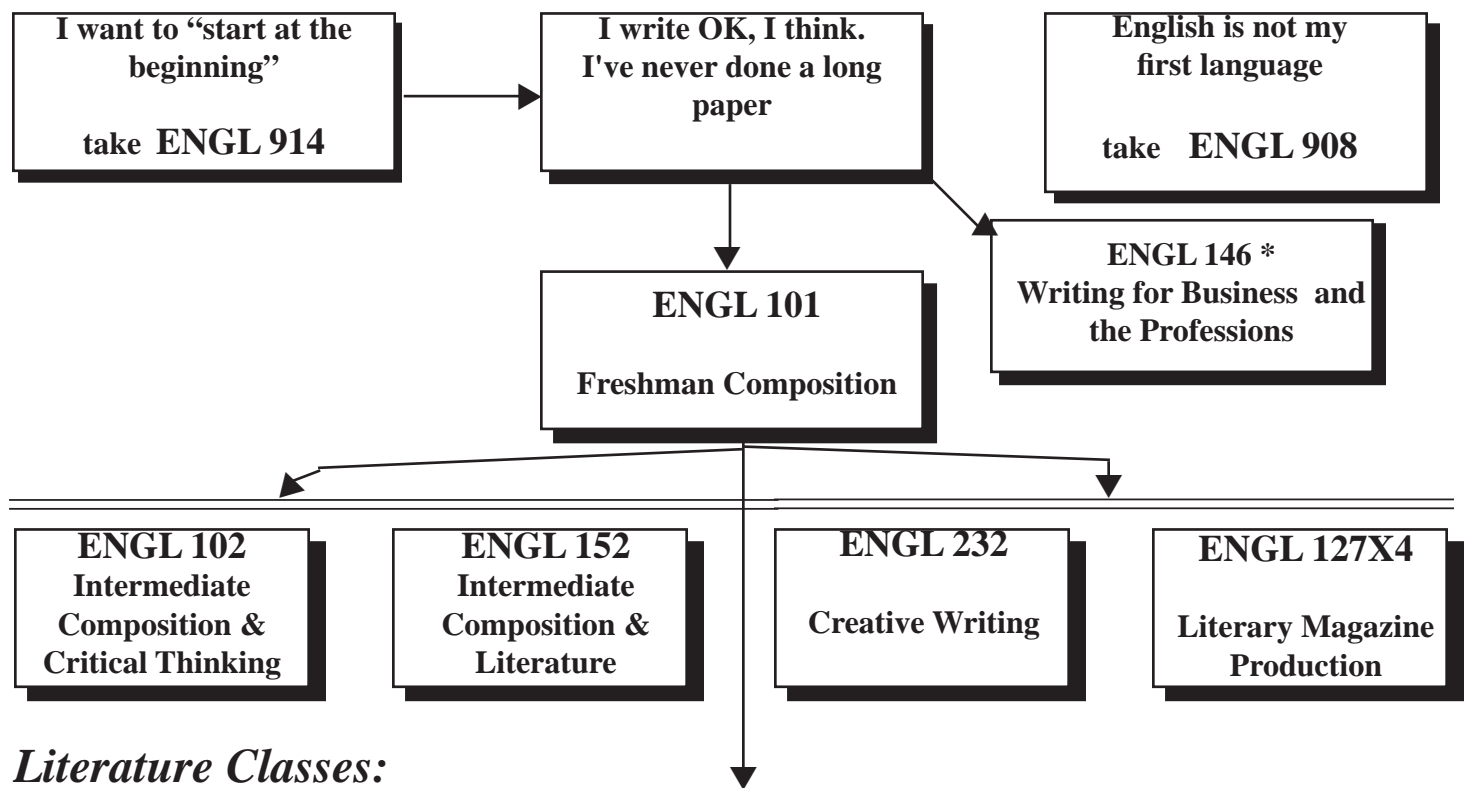 I want to “start at the
beginning”
take ENGL 914
I write OK, I think.
I've never done a long
paper
English is not my
first language
take ENGL 908
ENGL 146 *
Writing for Business and
the Professions
ENGL 101
Freshman Composition
ENGL 102
Intermediate
Composition &
Critical Thinking
ENGL 152
Intermediate
Composition &
Literature
ENGL 232
Creative Writing
ENGL 127X4
Literary Magazine
Production
Literature Classes: